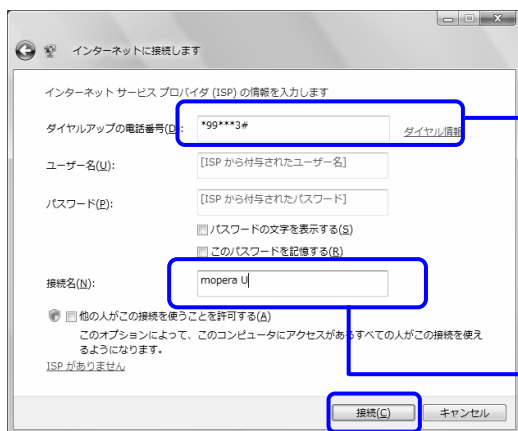 インターネットに接続します
インターネット サービス プロバイダ (ISP) の情報を入力します
ダイヤルアップの電話番号(D): *99***3# ダイヤル情報
ユーザー名(U): [ISP から付与されたユーザー名]
パスワード(P): [ISP から付与されたパスワード]
パスワードの文字を表示する(S)
このパスワードを記憶する(R)
接続名(N): mopera U
他の人がこの接続を使うことを許可する(A)
このオプションによって、このコンピュータにアクセスがあるすべての人がこの接続を使え
るようになります。
ISP がありません
接続(C) キャンセル